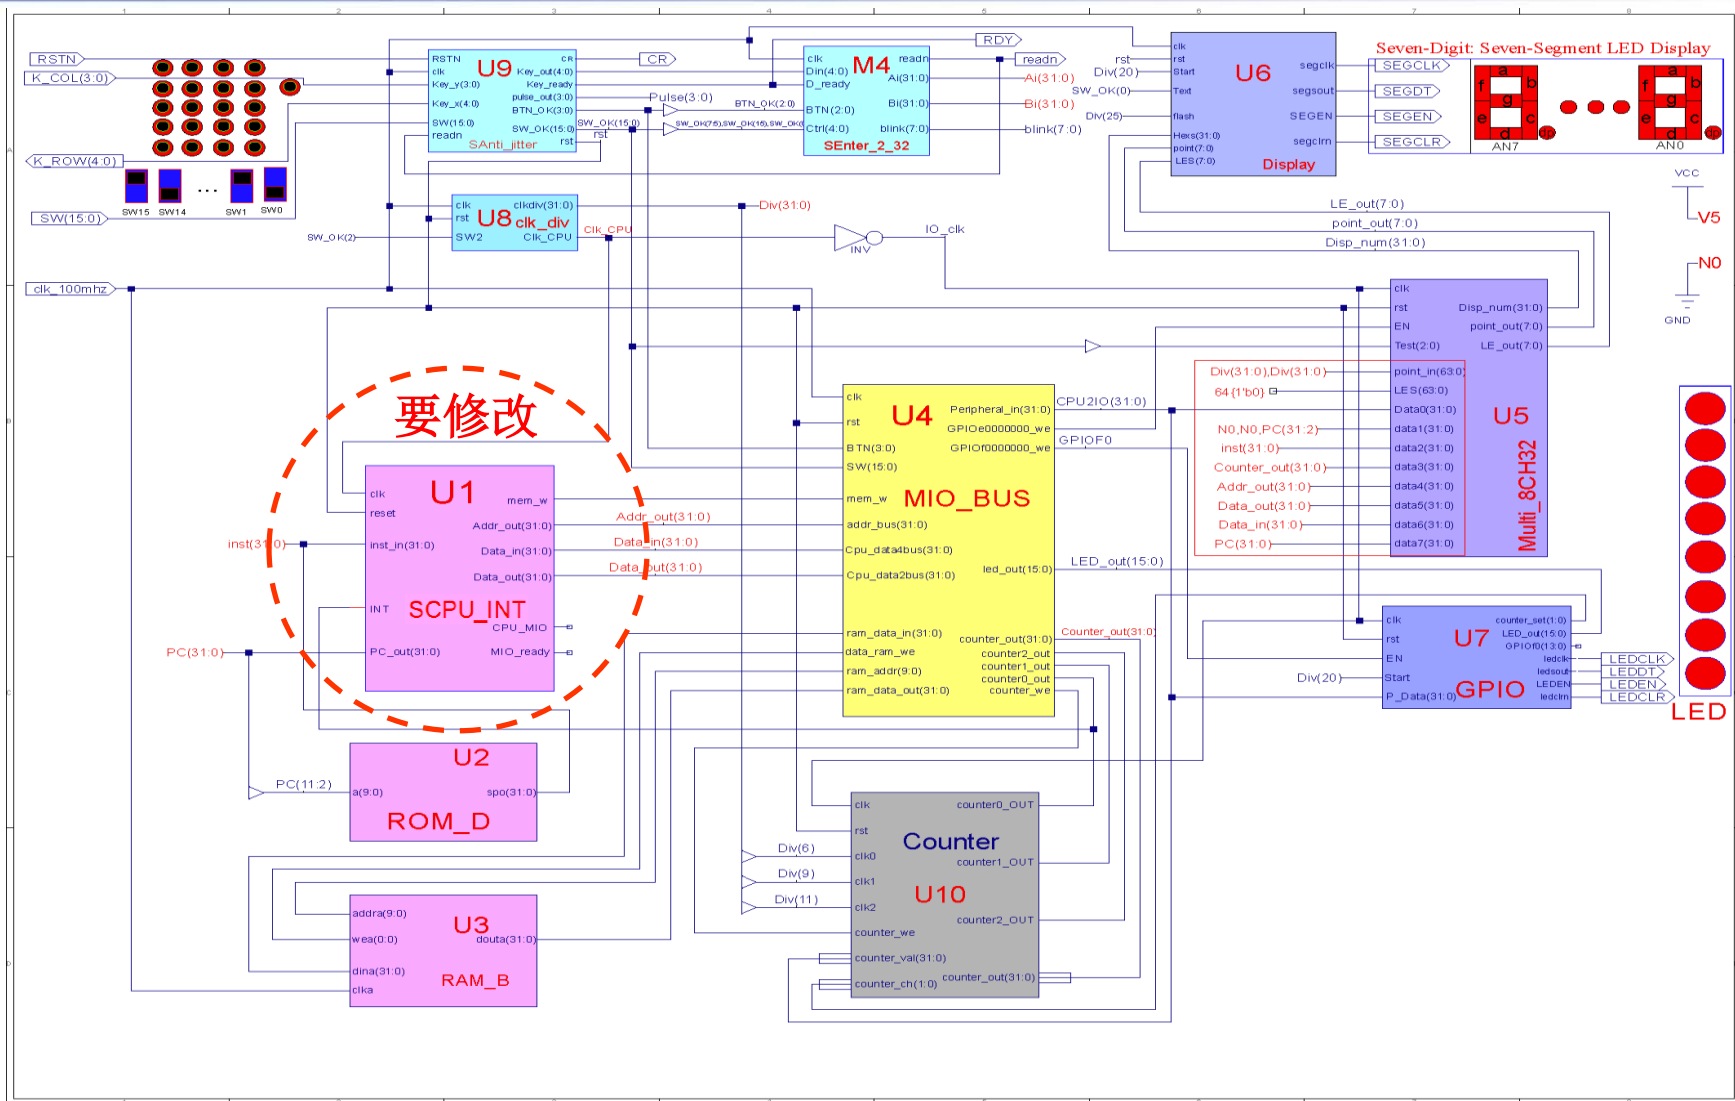 1 2 3 4 5 6 7 8
RSTN
K_COL(3:0)
K_ROW(4:0)
SW15 SW14 ... SW1 SW0
SW(15:0)
clk_100mhz
RSTN
clk
Key_y(3:0)
Key_x(4:0)
SW(15:0)
readn
U9
SAnti_jitter
CR
Key_out(4:0)
Key_ready
pulse_out(3:0)
BTN_OK(3:0)
SW_OK(15:0)
rst
CR
Pulse(3:0)
BTN_OK(2:0)
SW_OK(15:0)
rst
clk
Din(4:0)
D_ready
BTN(2:0)
Ctrl(4:0)
M4
SEnter_2_32
readn
Ai(31:0)
Bi(31:0)
blink(7:0)
RDY
readn
Ai(31:0)
Bi(31:0)
blink(7:0)
rst
Div(20)
SW_OK(0)
Div(25)
clk
rst
Start
Text
flash
Hexs(31:0)
point(7:0)
LES(7:0)
U6
Display
segclk
segsout
SEGEN
segclrn
SEGCLK
SEGDT
SEGEN
SEGCLR
Seven-Digit: Seven-Segment LED Display
a
f b
g
e c
d dp
AN7
a
f b
g
e c
d dp
AN0
VCC
V5
N0
GND
SW_OK(2)
clk
rst
SW2
U8 clk_div
clkdiv(31:0)
Clk_CPU
Clk_CPU
Div(31:0)
INV
IO_clk
LE_out(7:0)
point_out(7:0)
Disp_num(31:0)
要修改
clk
reset
inst_in(31:0)
INT
PC_out(31:0)
U1
SCPU_INT
mem_w
Addr_out(31:0)
Data_in(31:0)
Data_out(31:0)
CPU_MIO
MIO_ready
inst(31:0)
PC(31:0)
Addr_out(31:0)
Data_in(31:0)
Data_out(31:0)
clk
rst
BTN(3:0)
SW(15:0)
mem_w
addr_bus(31:0)
Cpu_data4bus(31:0)
Cpu_data2bus(31:0)
ram_data_in(31:0)
data_ram_we
ram_addr(9:0)
ram_data_out(31:0)
U4
MIO_BUS
Peripheral_in(31:0)
GPIOe0000000_we
GPIOf0000000_we
led_out(15:0)
counter_out(31:0)
counter2_out
counter1_out
counter0_out
counter_we
CPU2IO(31:0)
GPIOF0
LED_out(15:0)
Counter_out(31:0)
Div(31:0),Div(31:0)
64{1'b0}
N0,N0,PC(31:2)
inst(31:0)
Counter_out(31:0)
Addr_out(31:0)
Data_out(31:0)
Data_in(31:0)
PC(31:0)
clk
rst
EN
Test(2:0)
point_in(63:0)
LES(63:0)
Data0(31:0)
data1(31:0)
data2(31:0)
data3(31:0)
data4(31:0)
data5(31:0)
data6(31:0)
data7(31:0)
U5
Multi_8CH32
Disp_num(31:0)
point_out(7:0)
LE_out(7:0)
Div(20)
clk
rst
EN
Start
P_Data(31:0)
U7
GPIO
counter_set(1:0)
LED_out(15:0)
GPIOf0(13:0)
ledclk
ledsout
LEDEN
ledclrn
LEDCLK
LEDDT
LEDEN
LEDCLR
LED
PC(11:2)
a(9:0)
U2
ROM_D
spo(31:0)
addra(9:0)
wea(0:0)
dina(31:0)
clka
U3
RAM_B
douta(31:0)
Div(6)
Div(9)
Div(11)
clk
rst
clk0
clk1
clk2
counter_we
counter_val(31:0)
counter_ch(1:0)
Counter
U10
counter0_OUT
counter1_OUT
counter2_OUT
counter_out(31:0)